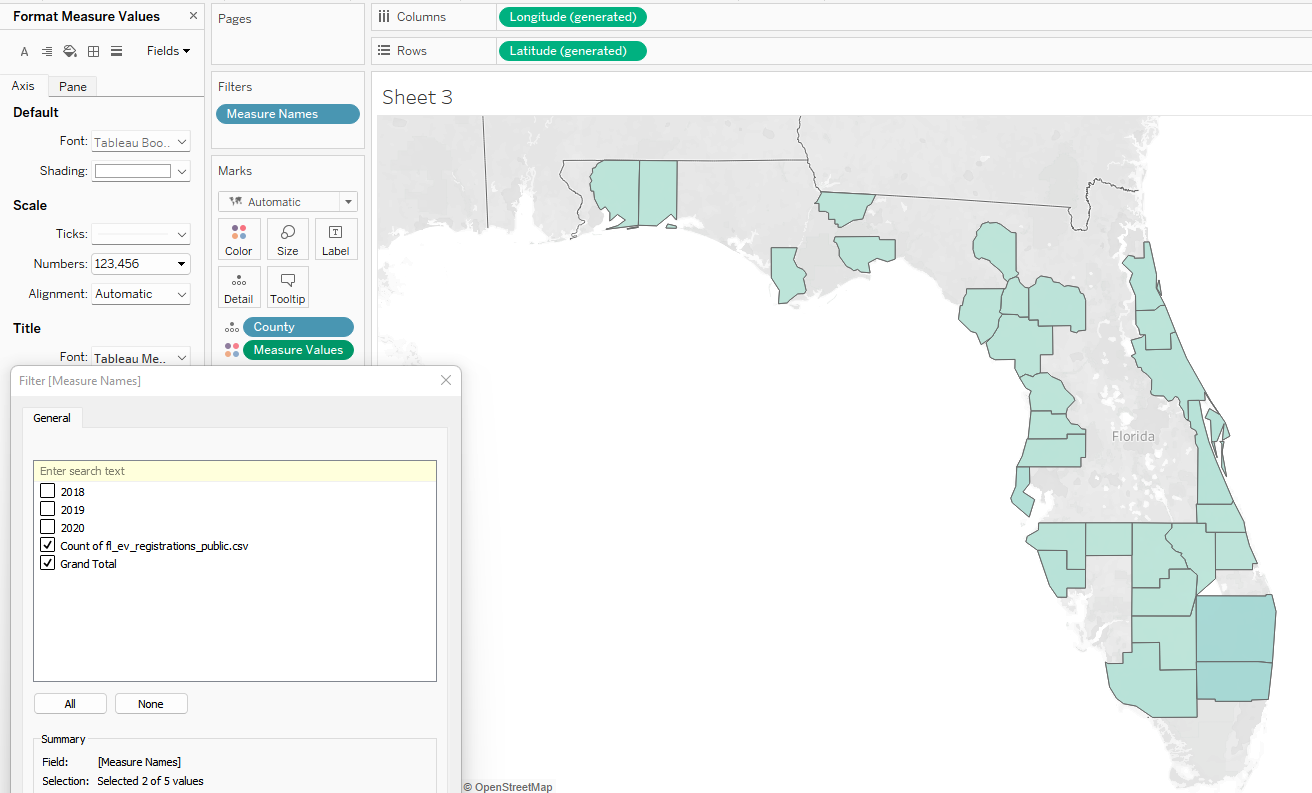 Format Measure Values
Fields
Axis
Pane
Default
Font: Tableau Boo..
Shading:
Scale
Ticks:
Numbers: 123,456
Alignment: Automatic
Title
Font: Tableau Me..
Pages
Filters
Measure Names
Marks
Automatic
Color
Size
Label
Detail
Tooltip
County
Measure Values
Columns
Longitude (generated)
Rows
Latitude (generated)
Sheet 3
Florida
© OpenStreetMap
Filter [Measure Names]
General
Enter search text
2018
2019
2020
Count of fl_ev_registrations_public.csv
Grand Total
All
None
Summary
Field: [Measure Names]
Selection: Selected 2 of 5 values